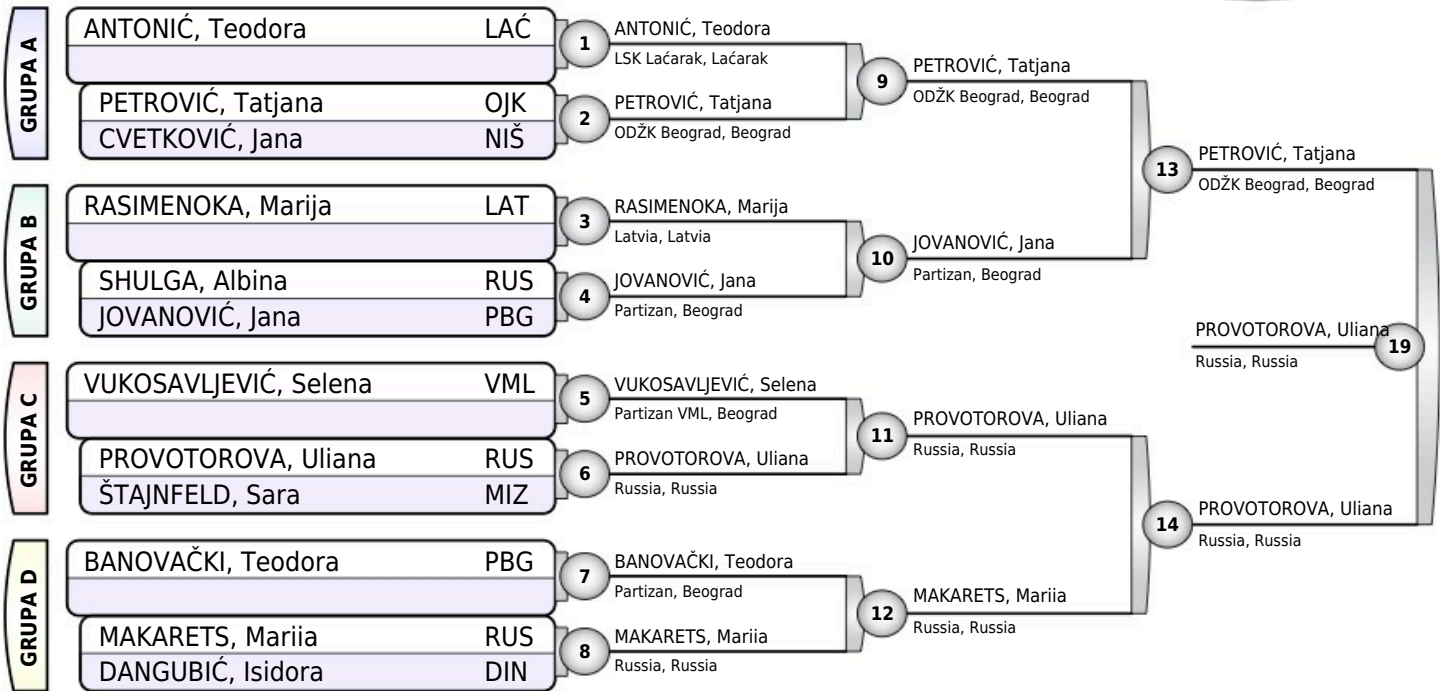 GRUPA A
ANTONIĆ, Teodora LAĆ
PETROVIĆ, Tatjana OJK
CVETKOVIĆ, Jana NIŠ
GRUPA B
RASIMENOKA, Marija LAT
SHULGA, Albina RUS
JOVANOVIĆ, Jana PBG
GRUPA C
VUKOSAVLJEVIĆ, Selena VML
PROVOTOROVA, Uliana RUS
ŠTAJNFELD, Sara MIZ
GRUPA D
BANOVAČKI, Teodora PBG
MAKARETS, Mariia RUS
DANGUBIĆ, Isidora DIN
1
ANTONIĆ, Teodora
LSK Laćarak, Laćarak
2
PETROVIĆ, Tatjana
ODŽK Beograd, Beograd
3
RASIMENOKA, Marija
Latvia, Latvia
4
JOVANOVIĆ, Jana
Partizan, Beograd
5
VUKOSAVLJEVIĆ, Selena
Partizan VML, Beograd
6
PROVOTOROVA, Uliana
Russia, Russia
7
BANOVAČKI, Teodora
Partizan, Beograd
8
MAKARETS, Mariia
Russia, Russia
9
PETROVIĆ, Tatjana
ODŽK Beograd, Beograd
10
JOVANOVIĆ, Jana
Partizan, Beograd
11
PROVOTOROVA, Uliana
Russia, Russia
12
MAKARETS, Mariia
Russia, Russia
13
PETROVIĆ, Tatjana
ODŽK Beograd, Beograd
14
PROVOTOROVA, Uliana
Russia, Russia
PROVOTOROVA, Uliana
Russia, Russia
19